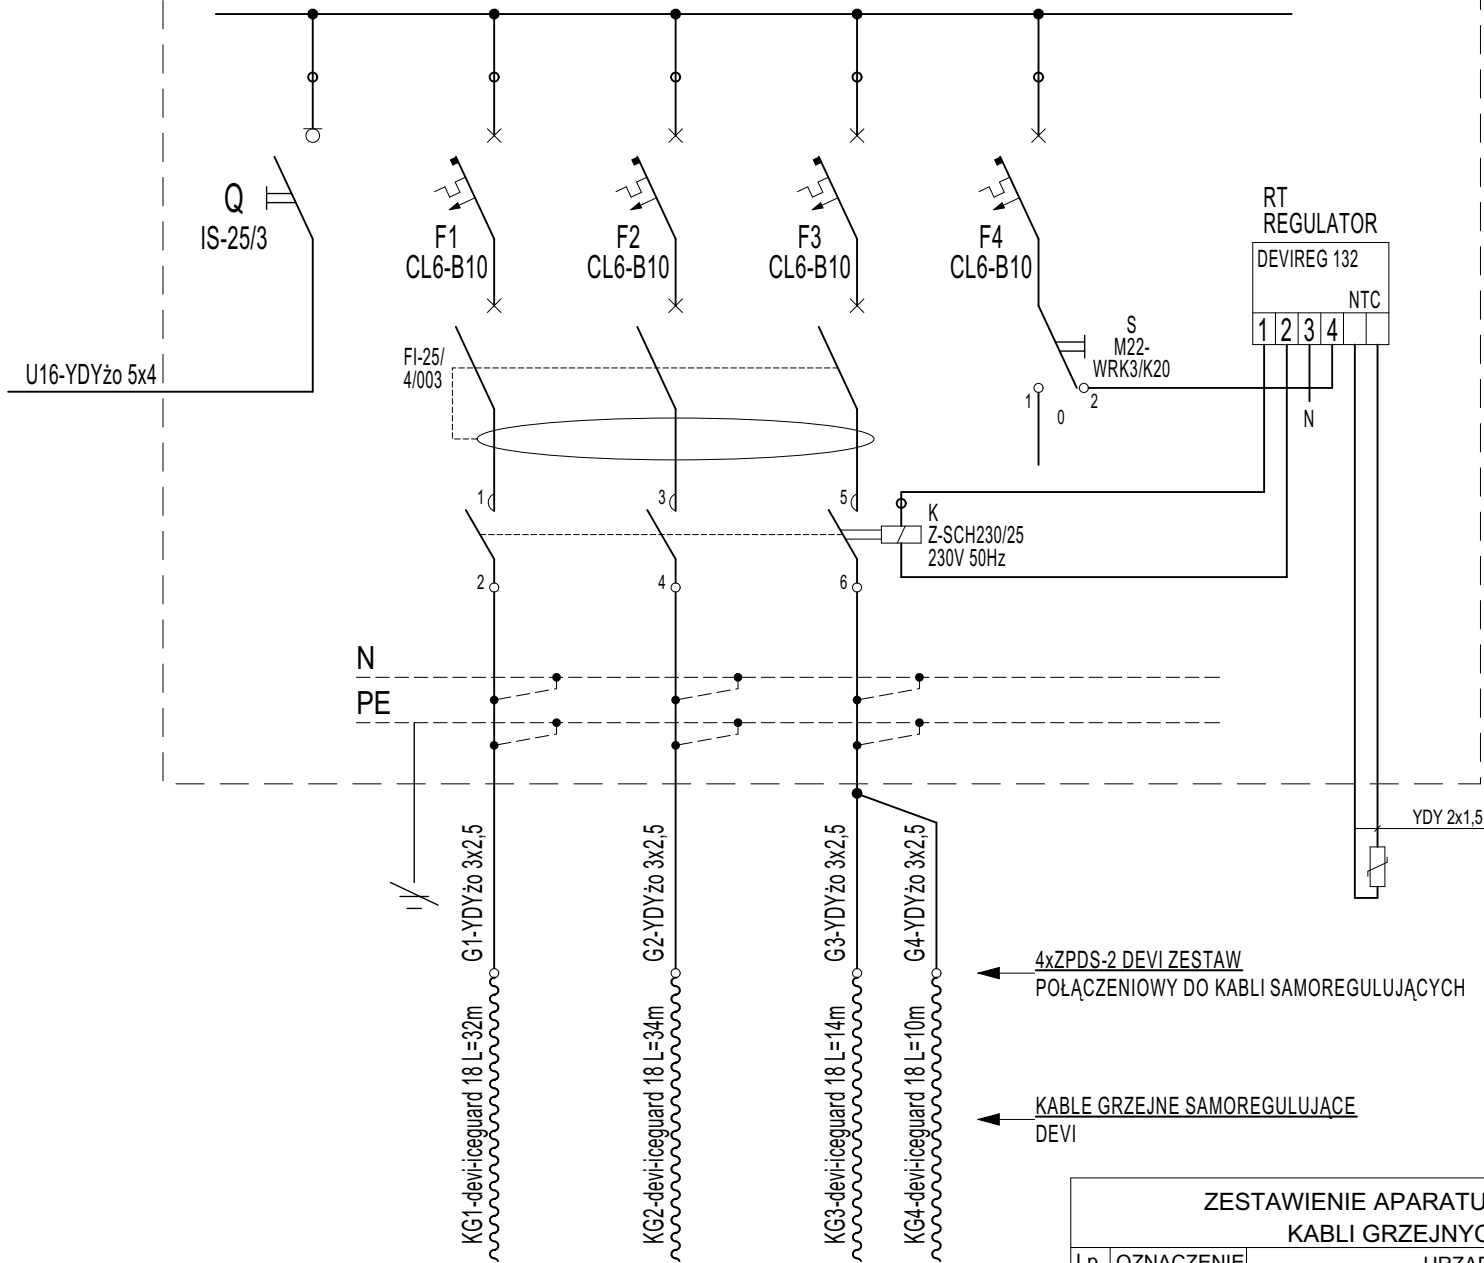 Q
IS-25/3
F1
CL6-B10
F2
CL6-B10
F3
CL6-B10
F4
CL6-B10
RT
REGULATOR
DEVIREG 132
NTC
1 2 3 4
N
S
M22-
WRK3/K20
1
0
2
U16-YDYżo 5x4
FI-25/
4/003
1
3
5
K
Z-SCH230/25
230V 50Hz
2
4
6
N
PE
YDY 2x1,5
G1-YDYżo 3x2,5
G2-YDYżo 3x2,5
G3-YDYżo 3x2,5
G4-YDYżo 3x2,5
4xZPDS-2 DEVI ZESTAW
POŁĄCZENIOWY DO KABLI SAMOREGULUJĄCYCH
KG1-devi-iceguard 18 L=32m
KG2-devi-iceguard 18 L=34m
KG3-devi-iceguard 18 L=14m
KG4-devi-iceguard 18 L=10m
KABLE GRZEJNE SAMOREGULUJĄCE
DEVI
ZESTAWIENIE APARATU
KABLI GRZEJNYC
Lp. OZNACZENIE